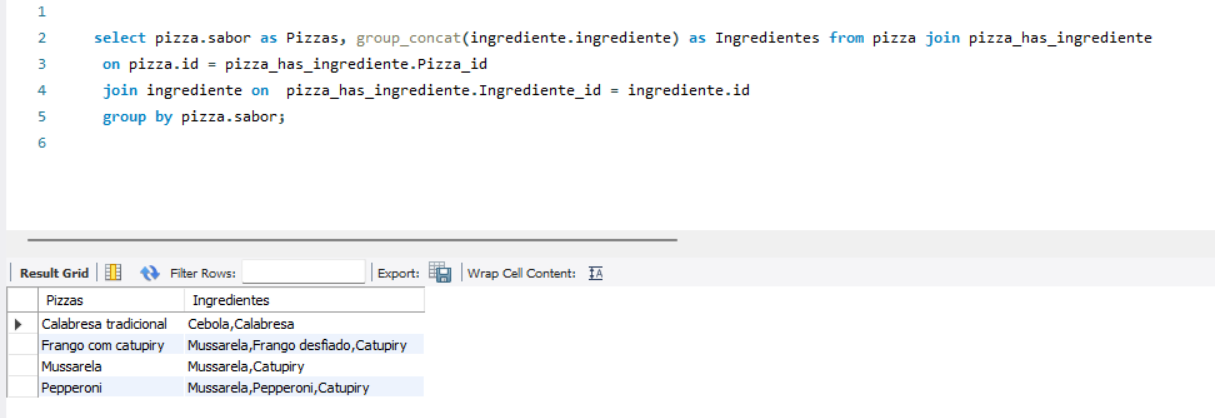 1
2 select pizza.sabor as Pizzas, group_concat(ingrediente.ingrediente) as Ingredientes from pizza join pizza_has_ingrediente
3 on pizza.id = pizza_has_ingrediente.Pizza_id
4 join ingrediente on  pizza_has_ingrediente.Ingrediente_id = ingrediente.id
5 group by pizza.sabor;
6
Result Grid Filter Rows: Export: Wrap Cell Content: IA
Pizzas Ingredientes
Calabresa tradicional Cebola,Calabresa
Frango com catupiry Mussarela,Frango desfiado,Catupiry
Mussarela Mussarela,Catupiry
Pepperoni Mussarela,Pepperoni,Catupiry